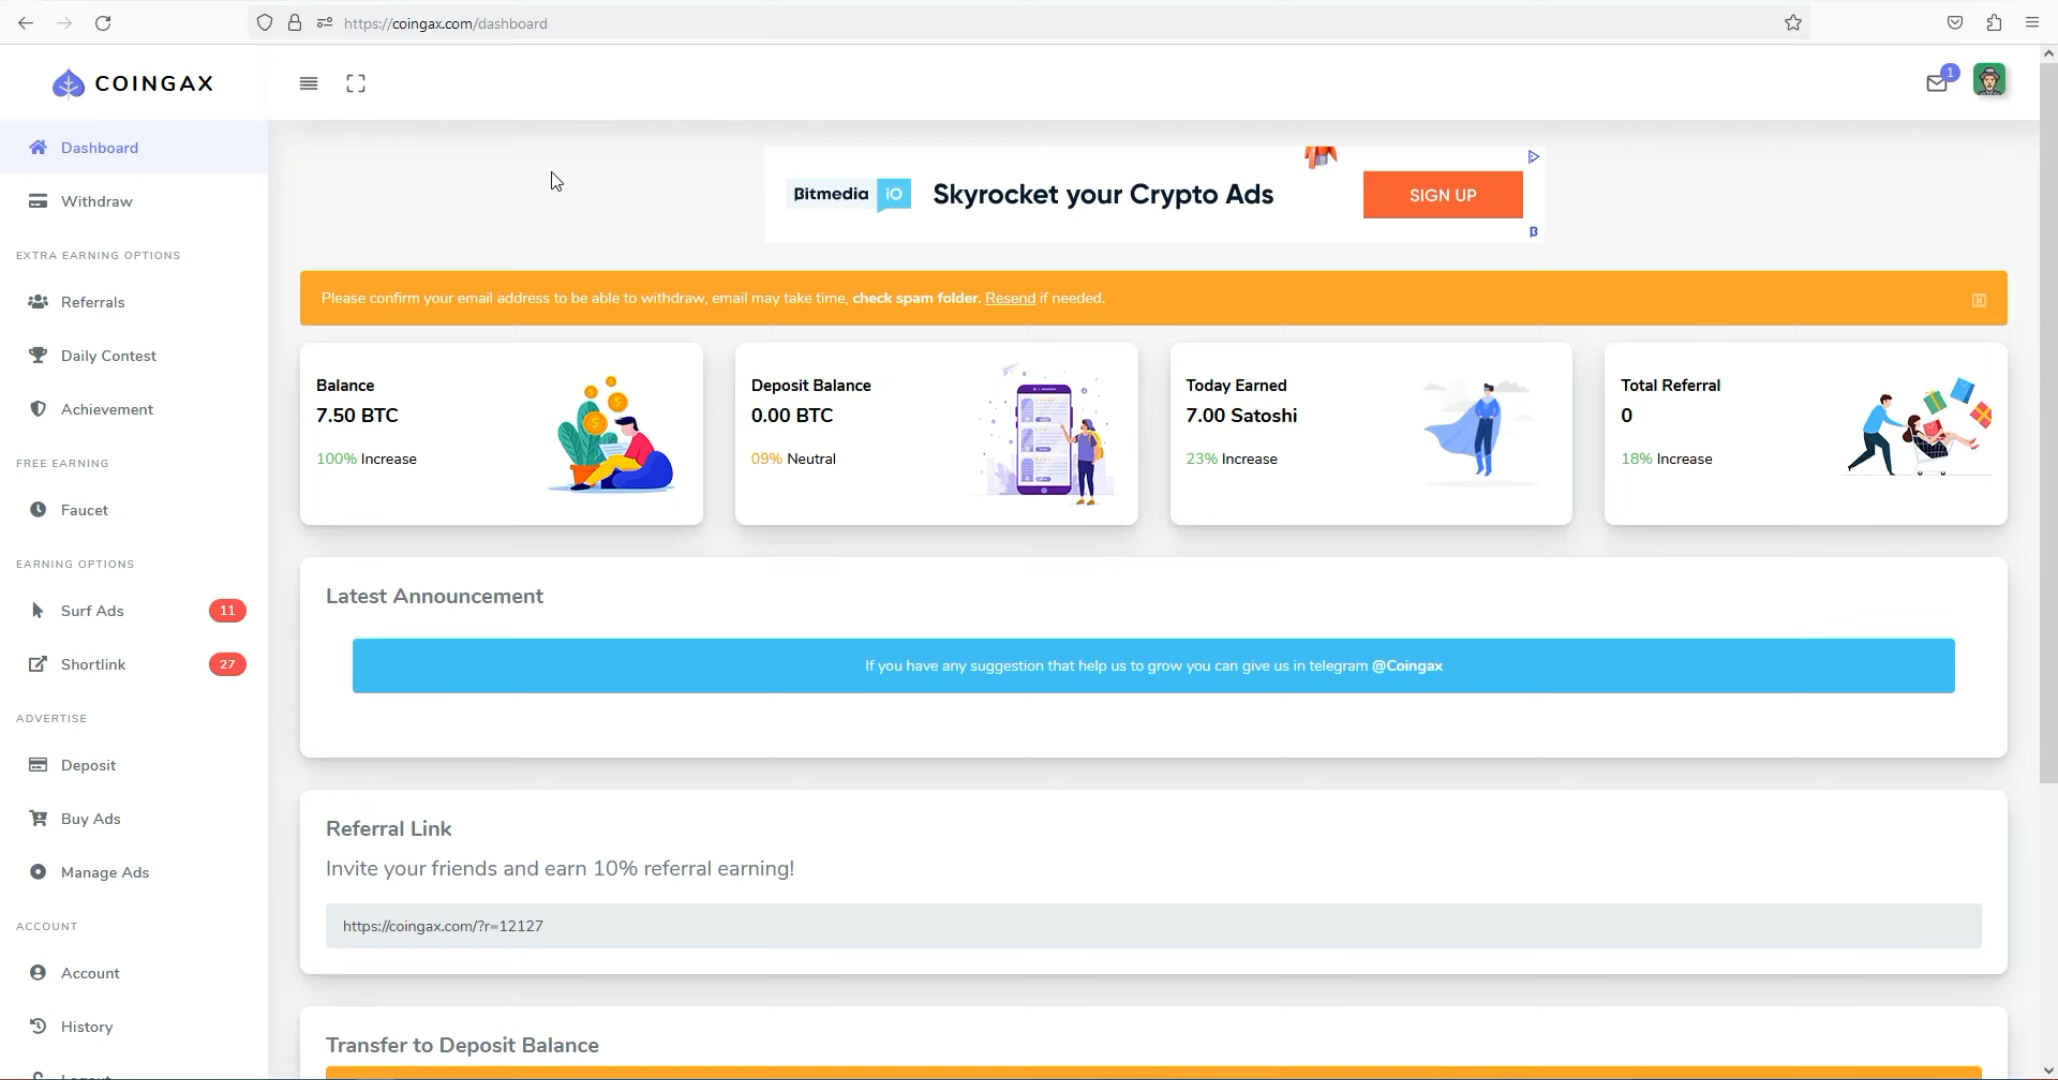 https://coingax.com/dashboard
COINGAX
1
Dashboard
Withdraw
EXTRA EARNING OPTIONS
Referrals
Daily Contest
Achievement
FREE EARNING
Faucet
EARNING OPTIONS
Surf Ads 11
Shortlink 27
ADVERTISE
Deposit
Buy Ads
Manage Ads
ACCOUNT
Account
History
Logout
Bitmedia iO Skyrocket your Crypto Ads SIGN UP
Please confirm your email address to be able to withdraw, email may take time, check spam folder. Resend if needed.
Balance
7.50 BTC
100% Increase
Deposit Balance
0.00 BTC
09% Neutral
Today Earned
7.00 Satoshi
23% Increase
Total Referral
0
18% Increase
Latest Announcement
If you have any suggestion that help us to grow you can give us in telegram @Coingax
Referral Link
Invite your friends and earn 10% referral earning!
https://coingax.com/?r=12127
Transfer to Deposit Balance